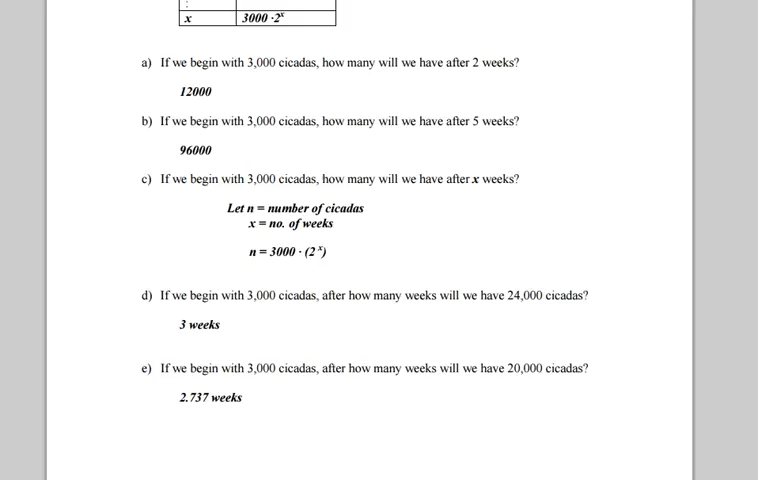 :
x 3000 ·2ˣ
a) If we begin with 3,000 cicadas, how many will we have after 2 weeks?
12000
b) If we begin with 3,000 cicadas, how many will we have after 5 weeks?
96000
c) If we begin with 3,000 cicadas, how many will we have after x weeks?
Let n = number of cicadas
x = no. of weeks
n = 3000 · (2 ˣ)
d) If we begin with 3,000 cicadas, after how many weeks will we have 24,000 cicadas?
3 weeks
e) If we begin with 3,000 cicadas, after how many weeks will we have 20,000 cicadas?
2.737 weeks